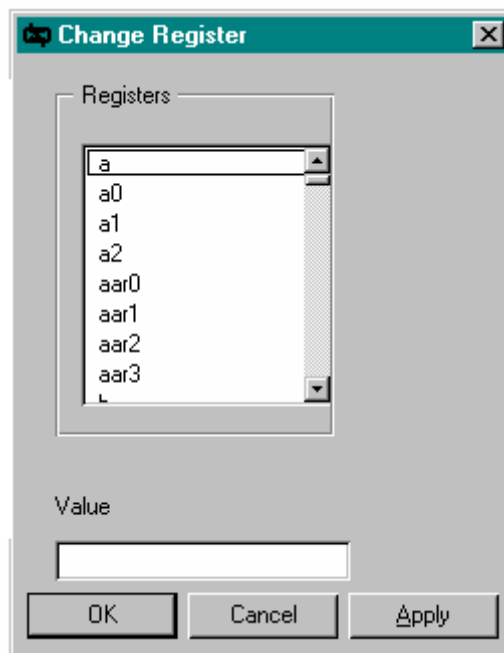 Change Register
Registers
a
a0
a1
a2
aar0
aar1
aar2
aar3
Value
OK Cancel Apply